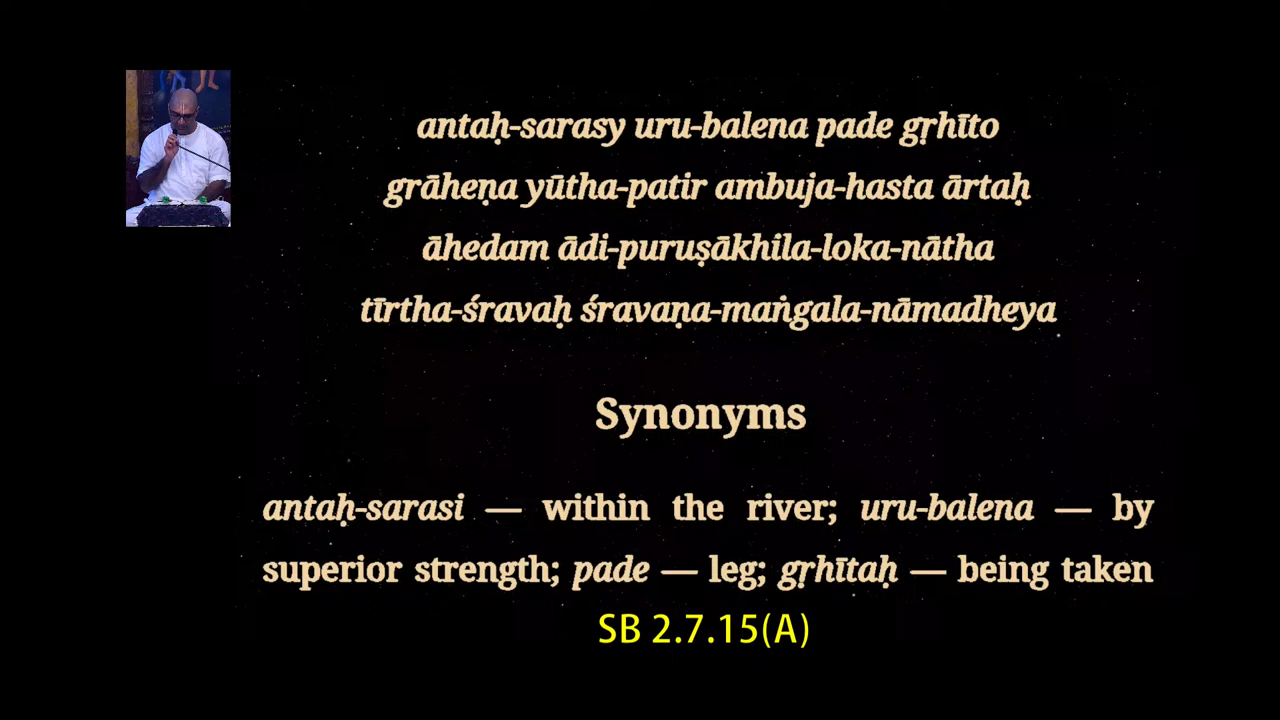 antaḥ-sarasy uru-balena pade gṛhīto
grāheṇa yūtha-patir ambuja-hasta ārtaḥ
āhedam ādi-puruṣākhila-loka-nātha
tīrtha-śravaḥ śravaṇa-maṅgala-nāmadheya
Synonyms
antaḥ-sarasi — within the river; uru-balena — by
superior strength; pade — leg; gṛhītaḥ — being taken
SB 2.7.15(A)